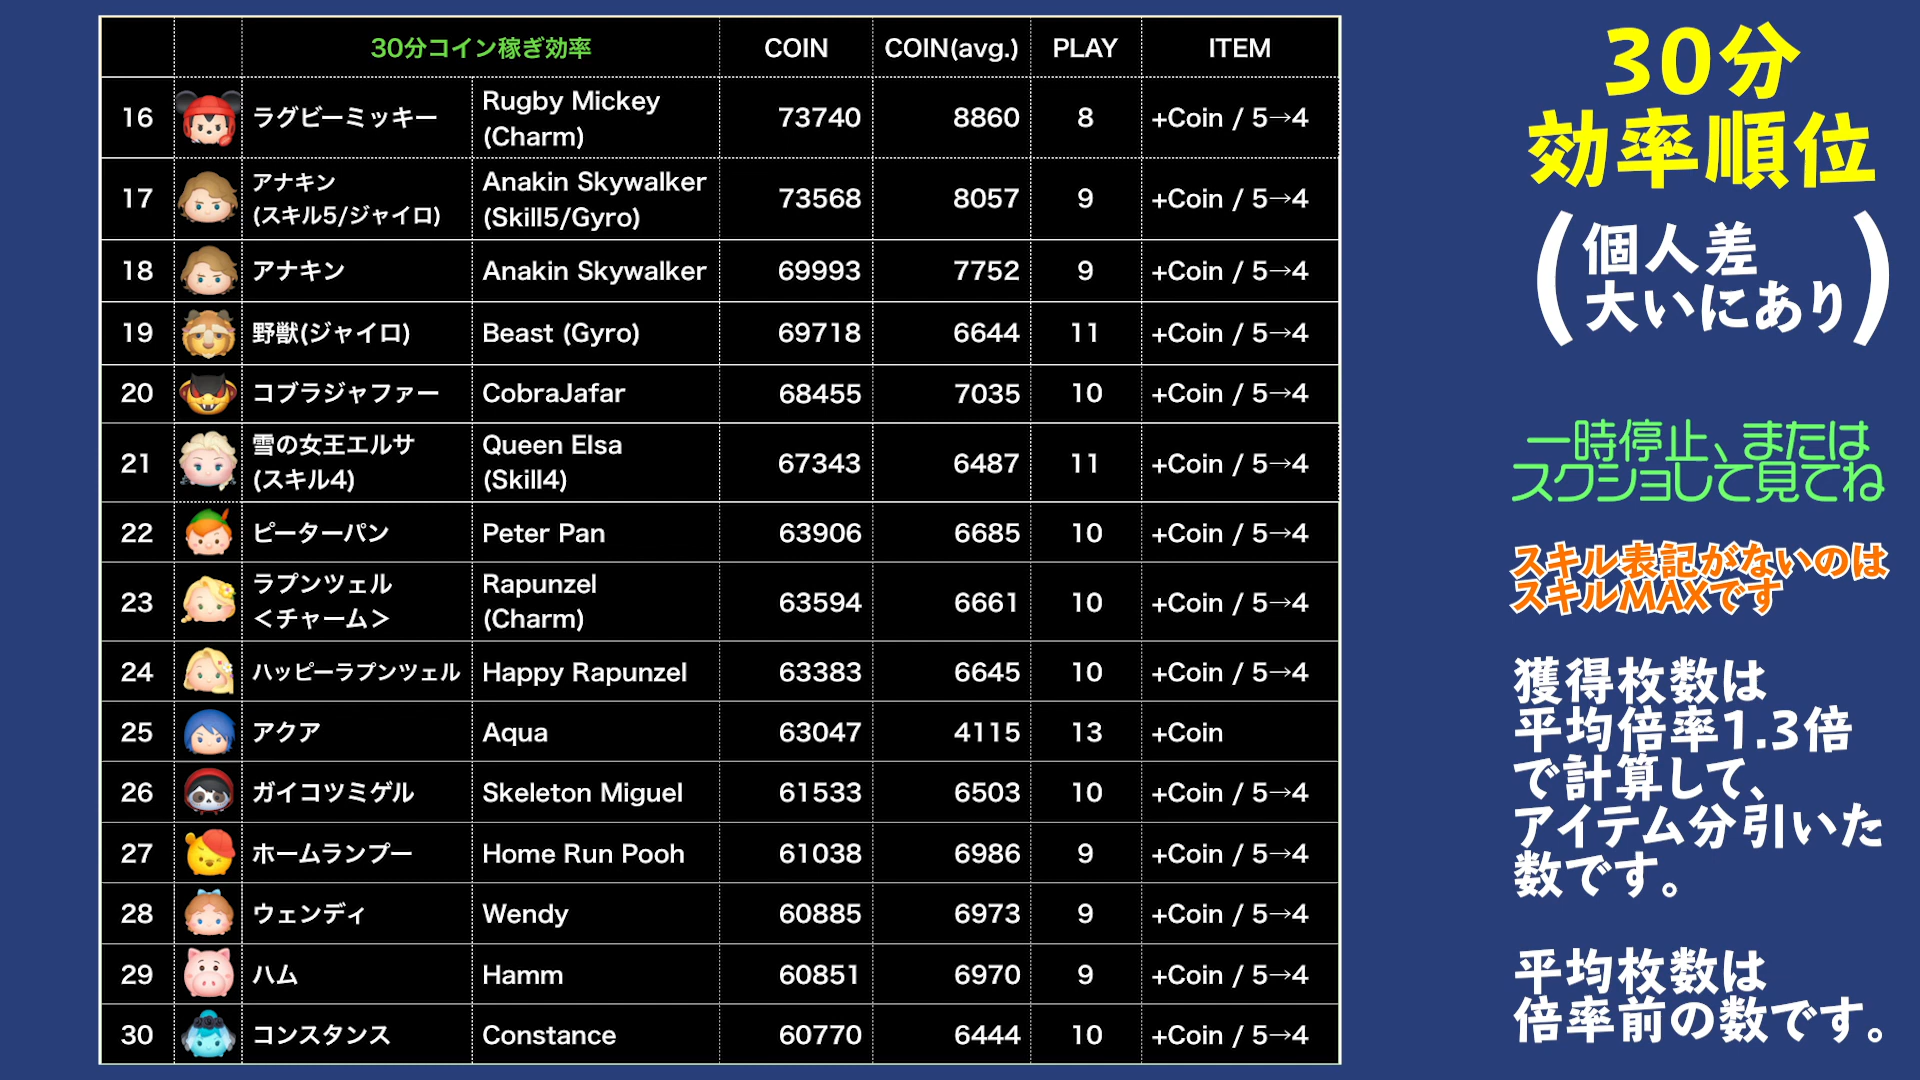 30分コイン稼ぎ効率 COIN COIN(avg.) PLAY ITEM
16 ラグビーミッキー Rugby Mickey (Charm) 73740 8860 8 +Coin / 5→4
17 アナキン (スキル5/ジャイロ) Anakin Skywalker (Skill5/Gyro) 73568 8057 9 +Coin / 5→4
18 アナキン Anakin Skywalker 69993 7752 9 +Coin / 5→4
19 野獣(ジャイロ) Beast (Gyro) 69718 6644 11 +Coin / 5→4
20 コブラジャファー CobraJafar 68455 7035 10 +Coin / 5→4
21 雪の女王エルサ (スキル4) Queen Elsa (Skill4) 67343 6487 11 +Coin / 5→4
22 ピーターパン Peter Pan 63906 6685 10 +Coin / 5→4
23 ラプンツェル <チャーム> Rapunzel (Charm) 63594 6661 10 +Coin / 5→4
24 ハッピーラプンツェル Happy Rapunzel 63383 6645 10 +Coin / 5→4
25 アクア Aqua 63047 4115 13 +Coin
26 ガイコツミゲル Skeleton Miguel 61533 6503 10 +Coin / 5→4
27 ホームランプー Home Run Pooh 61038 6986 9 +Coin / 5→4
28 ウェンディ Wendy 60885 6973 9 +Coin / 5→4
29 ハム Hamm 60851 6970 9 +Coin / 5→4
30 コンスタンス Constance 60770 6444 10 +Coin / 5→4
30分
効率順位
(個人差
大いにあり)
一時停止、または
スクショして見てね
スキル表記がないのは
スキルMAXです
獲得枚数は
平均倍率1.3倍
で計算して、
アイテム分引いた
数です。
平均枚数は
倍率前の数です。